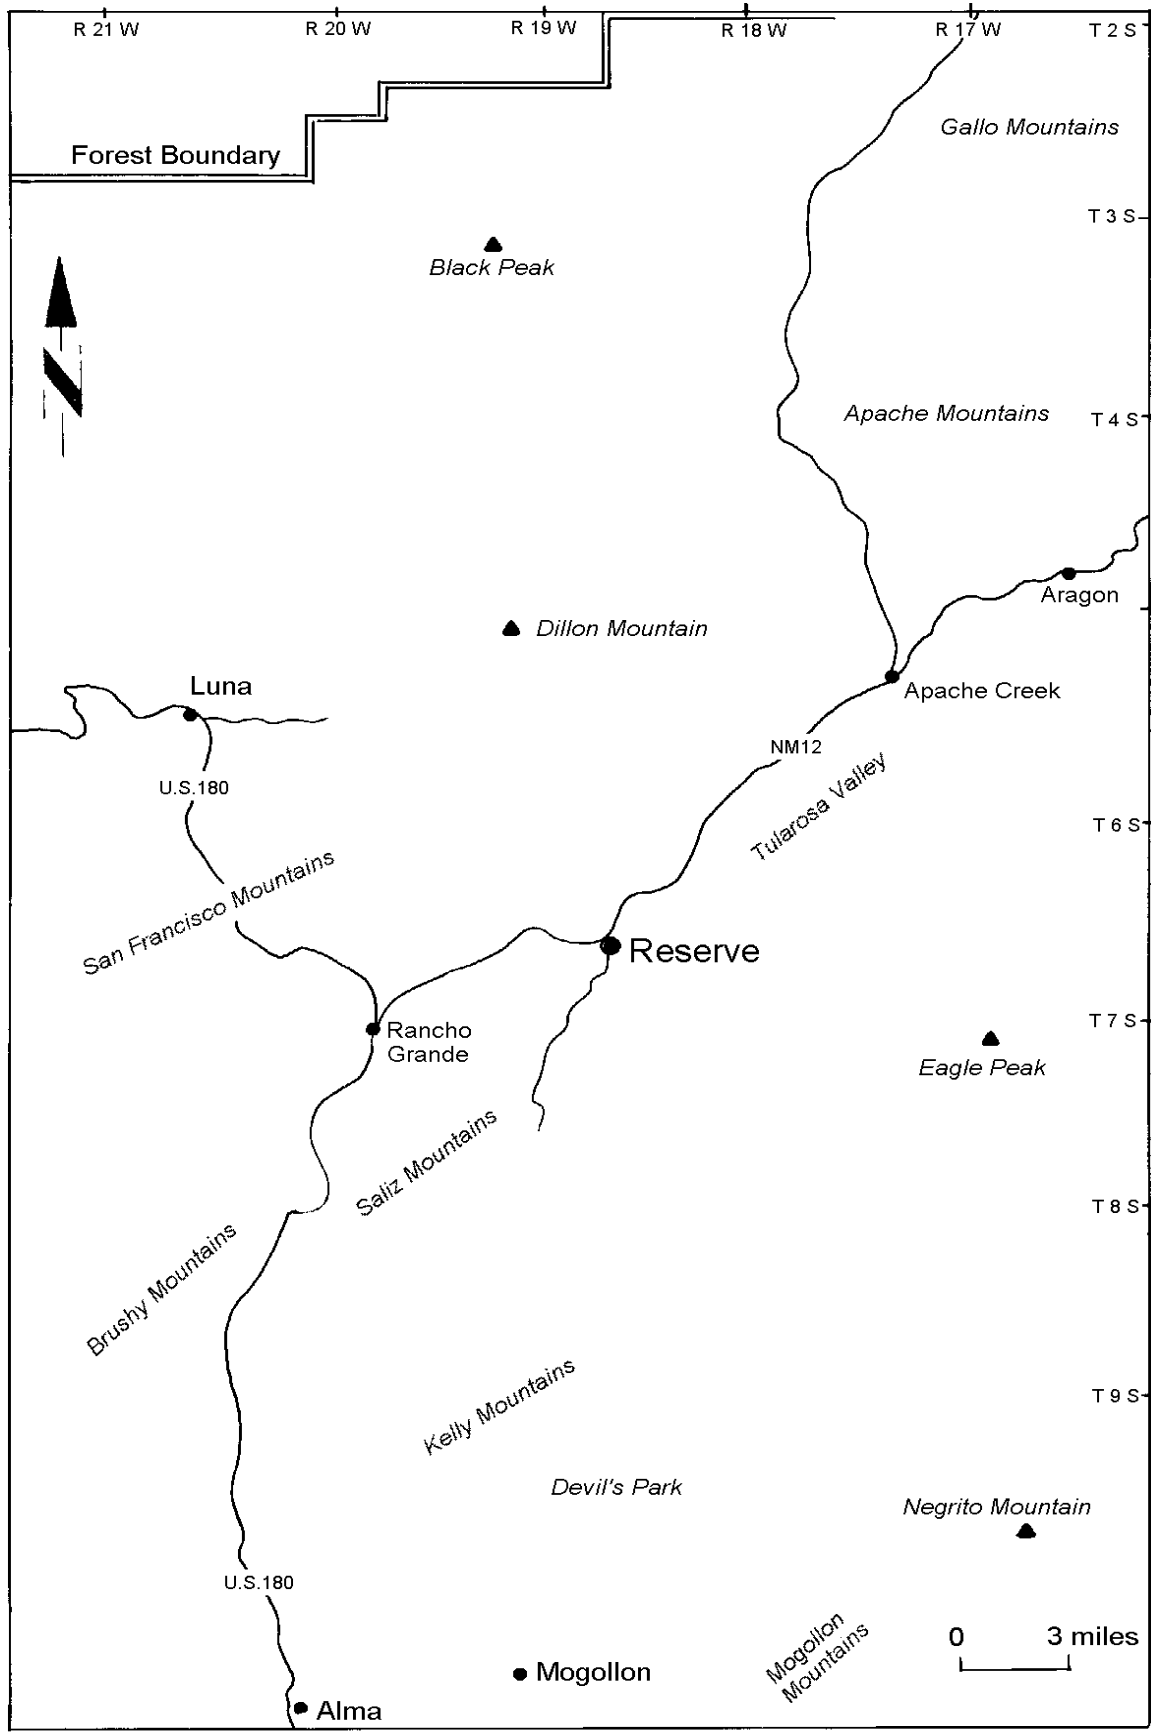 R 21 W
R 20 W
R 19 W
R 18 W
R 17 W
T 2 S
Gallo Mountains
Forest Boundary
T 3 S
Black Peak
N
Apache Mountains
T 4 S
Aragon
Dillon Mountain
Luna
Apache Creek
NM12
U.S.180
Tularosa Valley
T 6 S
San Francisco Mountains
Reserve
T 7 S
Rancho
Grande
Eagle Peak
Saliz Mountains
T 8 S
Brushy Mountains
Kelly Mountains
T 9 S
Devil's Park
Negrito Mountain
U.S.180
Mogollon
Mountains
0 3 miles
Mogollon
Alma